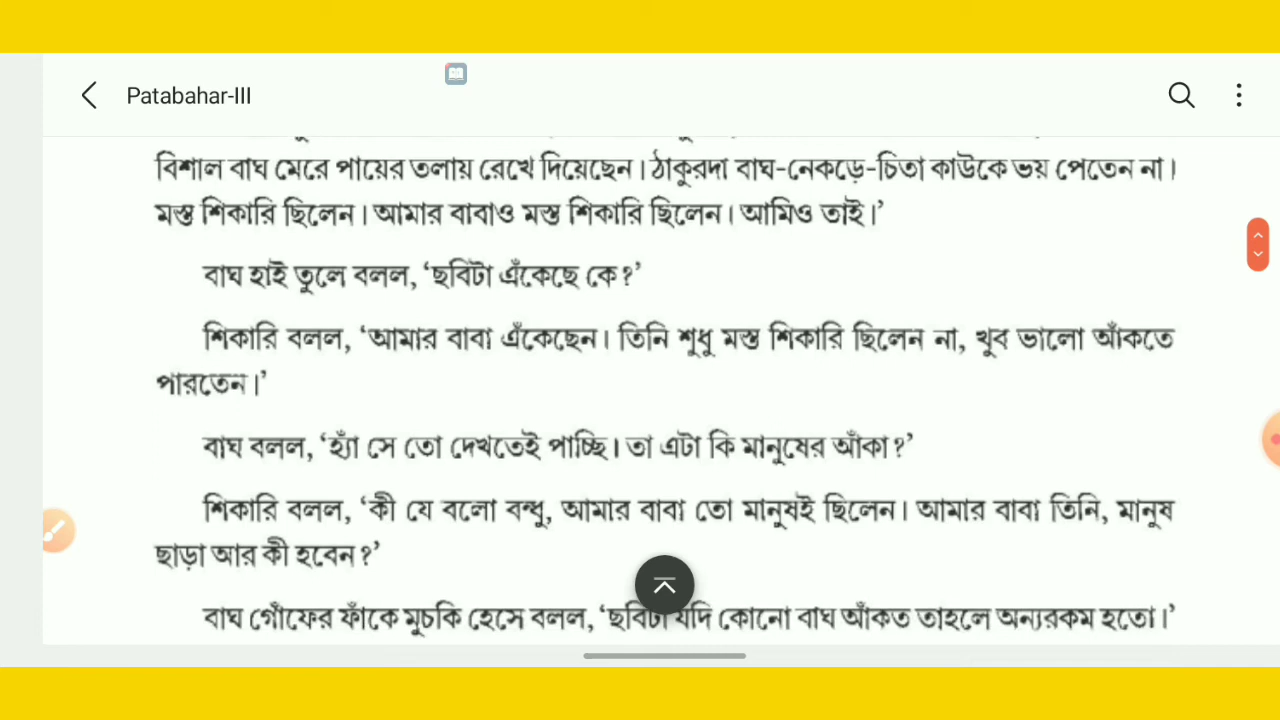 Patabahar-III
বিশাল বাঘ মেরে পায়ের তলায় রেখে দিয়েছেন। ঠাকুরদা বাঘ-নেকড়ে-চিতা কাউকে ভয় পেতেন না।
মস্ত শিকারি ছিলেন। আমার বাবাও মস্ত শিকারি ছিলেন। আমিও তাই।’
বাঘ হাই তুলে বলল, ‘ছবিটা এঁকেছে কে?’
শিকারি বলল, ‘আমার বাবা এঁকেছেন। তিনি শুধু মস্ত শিকারি ছিলেন না, খুব ভালো আঁকতে
পারতেন।’
বাঘ বলল, ‘হ্যাঁ সে তো দেখতেই পাচ্ছি। তা এটা কি মানুষের আঁকা?’
শিকারি বলল, ‘কী যে বলো বন্ধু, আমার বাবা তো মানুষই ছিলেন। আমার বাবা তিনি, মানুষ
ছাড়া আর কী হবেন?’
বাঘ গোঁফের ফাঁকে মুচকি হেসে বলল, ‘ছবিটা যদি কোনো বাঘ আঁকত তাহলে অন্যরকম হতো।’